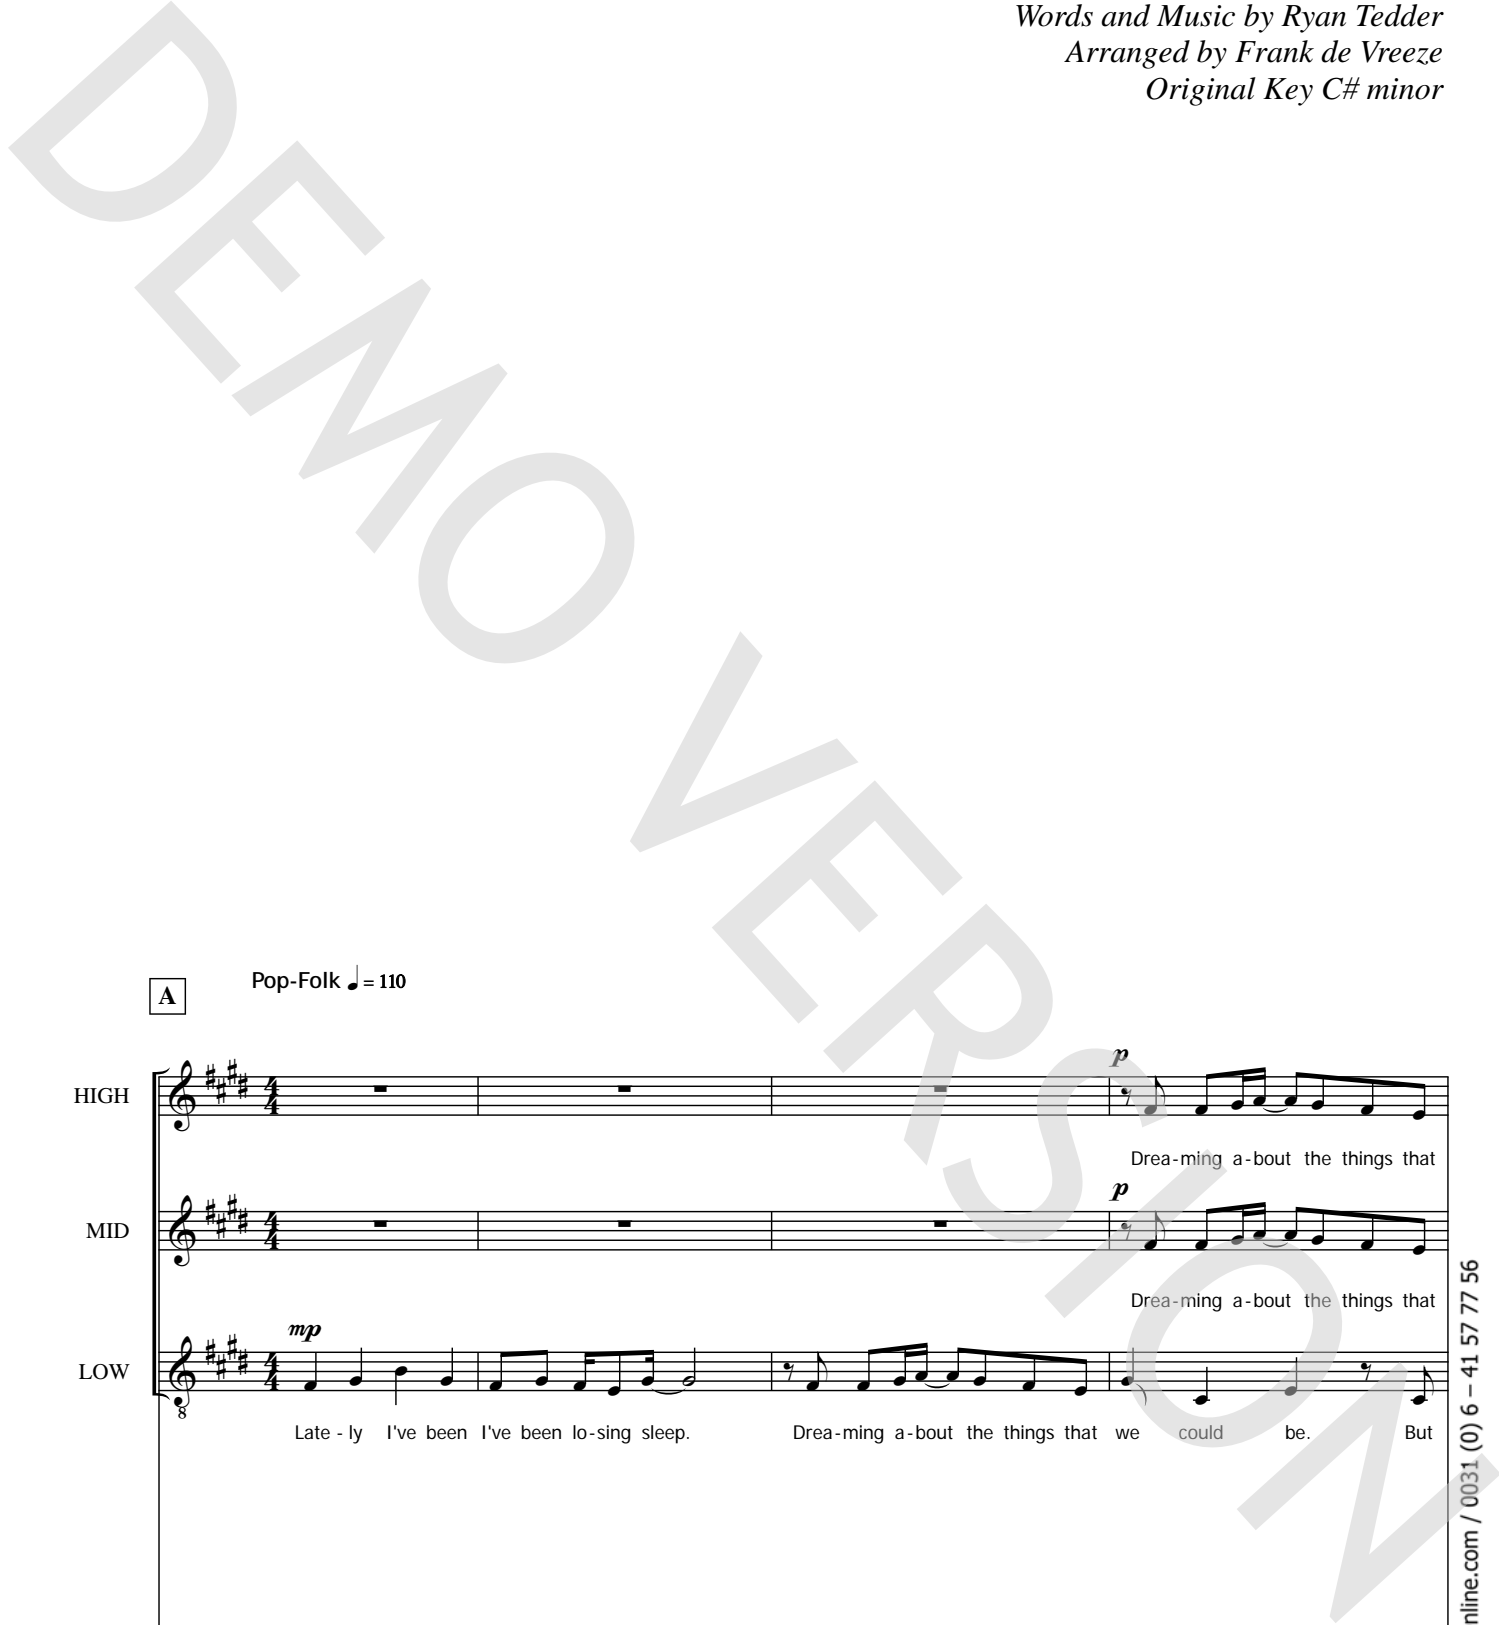 Words and Music by Ryan Tedder
Arranged by Frank de Vreeze
Original Key C# minor
DEMO VERSION
A
Pop-Folk ♩ = 110
HIGH
p
Drea-ming a-bout the things that
MID
p
Drea-ming a-bout the things that
LOW
mp
8
Late - ly I've been I've been lo-sing sleep. Drea-ming a-bout the things that we could be. But
nline.com / 0031 (0) 6 – 41 57 77 56